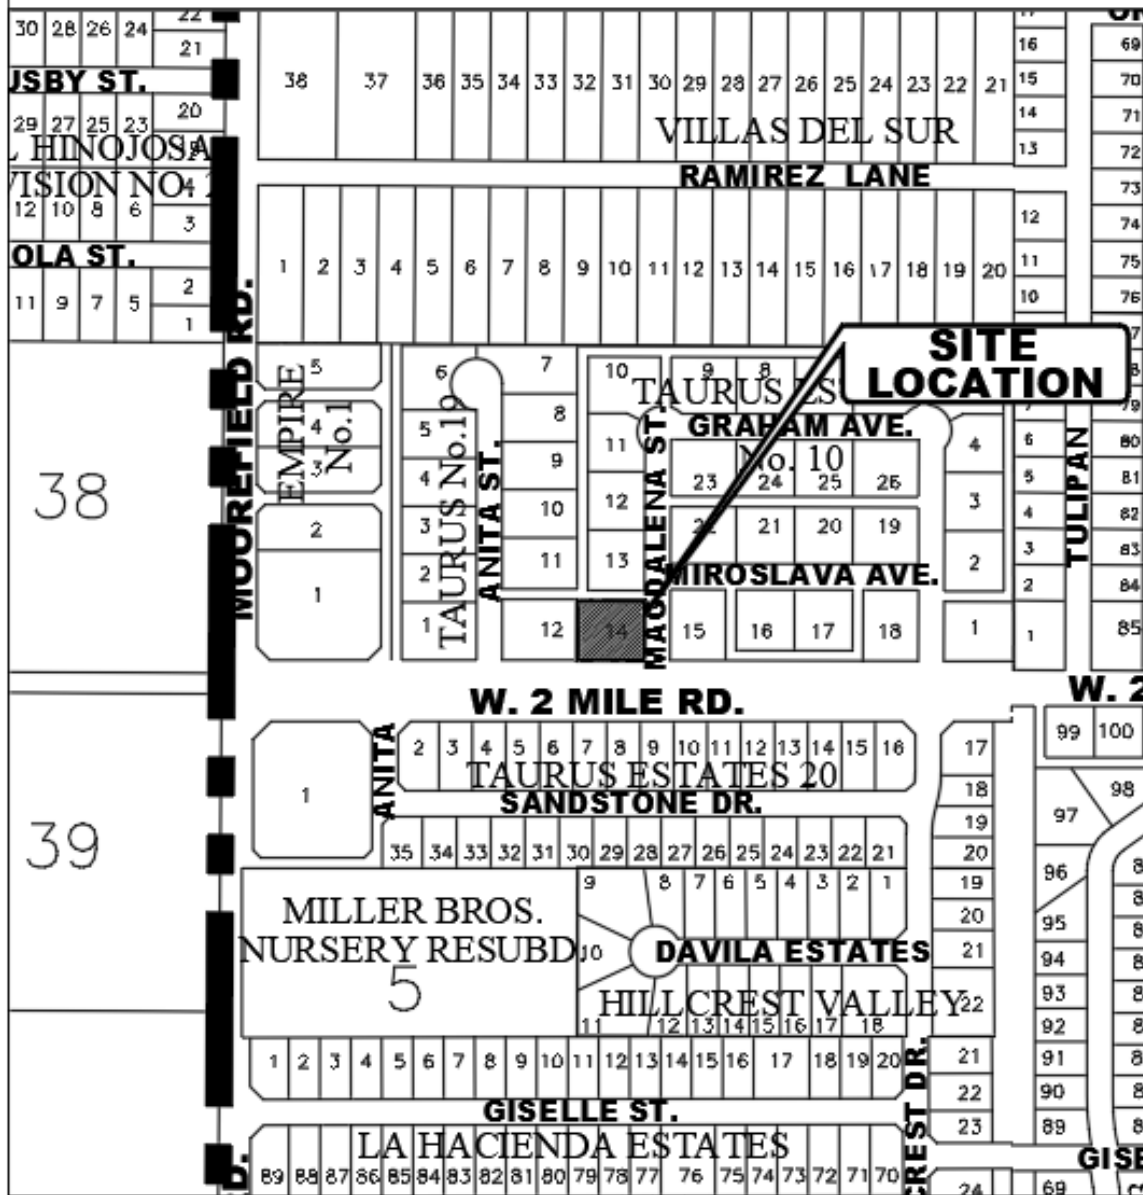 30 28 26 24 22
21
USBY ST.
29 27 25 23 20
L HINOJOSA
VISION NO.
4
12 10 8 6
3
OLA ST.
11 9 7 5
2
1
38 37 36 35 34 33 32 31 30 29 28 27 26 25 24 23 22 21
VILLAS DEL SUR
RAMIREZ LANE
1 2 3 4 5 6 7 8 9 10 11 12 13 14 15 16 17 18 19 20
17
16
15
14
13
12
11
10
69
70
71
72
73
74
75
76
SITE
LOCATION
MOOREFIELD RD.
38
39
EMPIRE
No.1
5
4
3
2
1
TAURUS No.19
6
5
4
3
2
1
ANITA ST.
7
8
9
10
11
12
10
11
12
13
14
MAGDALENA ST.
TAURUS ES
9 8
GRAHAM AVE.
No. 10
23 24 25 26
22 21 20 19
MIROSLAVA AVE.
15 16 17 18
4
3
2
1
7
6
5
4
3
2
1
TULIPAN
79
80
81
82
83
84
85
W. 2 MILE RD.
W. 2
ANITA
1
2 3 4 5 6 7 8 9 10 11 12 13 14 15 16
TAURUS ESTATES 20
SANDSTONE DR.
35 34 33 32 31 30 29 28 27 26 25 24 23 22 21
17
18
19
20
19
20
21
22
21
22
23
24
99 100
98
97
96
95
94
93
92
91
90
89
MILLER BROS.
NURSERY RESUBD.
5
9 8 7 6 5 4 3 2 1
10
DAVILA ESTATES
HILLCREST VALLEY
11 12 13 14 15 16 17 18
1 2 3 4 5 6 7 8 9 10 11 12 13 14 15 16 17 18 19 20
GISELLE ST.
CREST DR.
LA HACIENDA ESTATES
89 88 87 86 85 84 83 82 81 80 79 78 77 76 75 74 73 72 71 70
GISE
69
RD.